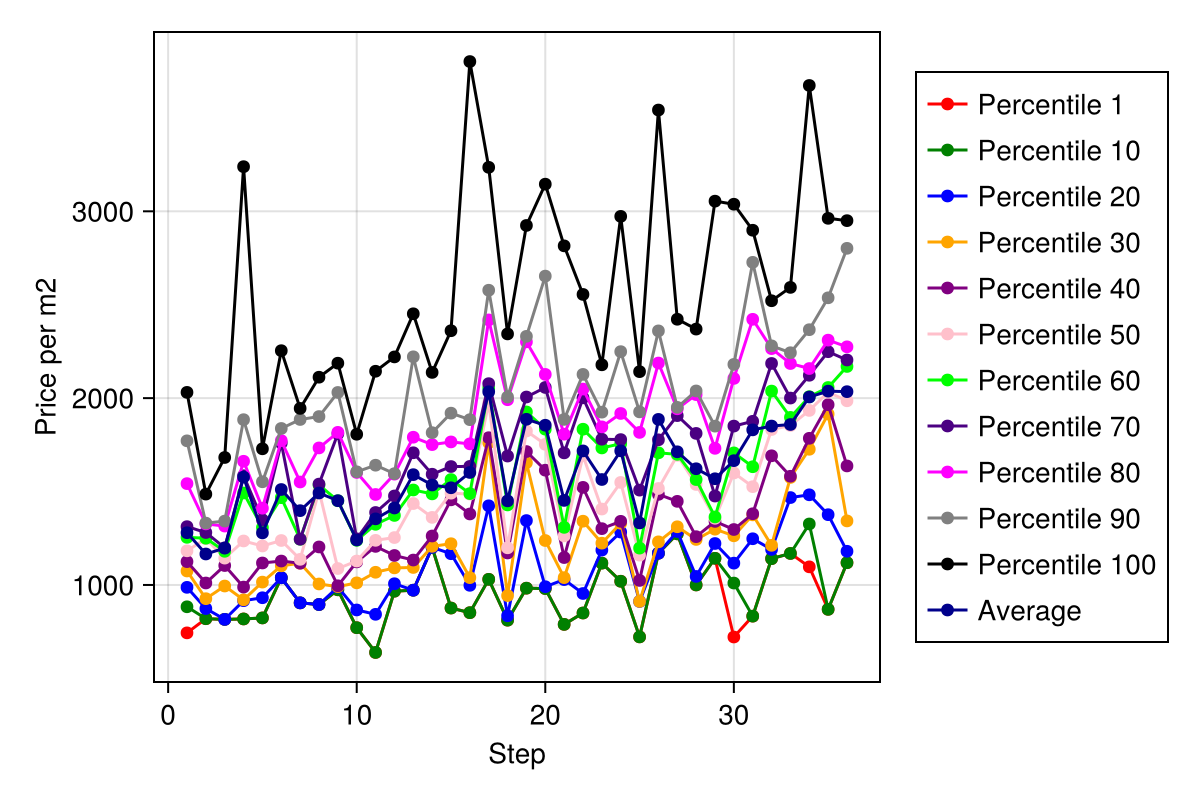 Price per m2
3000
2000
1000
0
10
20
30
Step
Percentile 1
Percentile 10
Percentile 20
Percentile 30
Percentile 40
Percentile 50
Percentile 60
Percentile 70
Percentile 80
Percentile 90
Percentile 100
Average